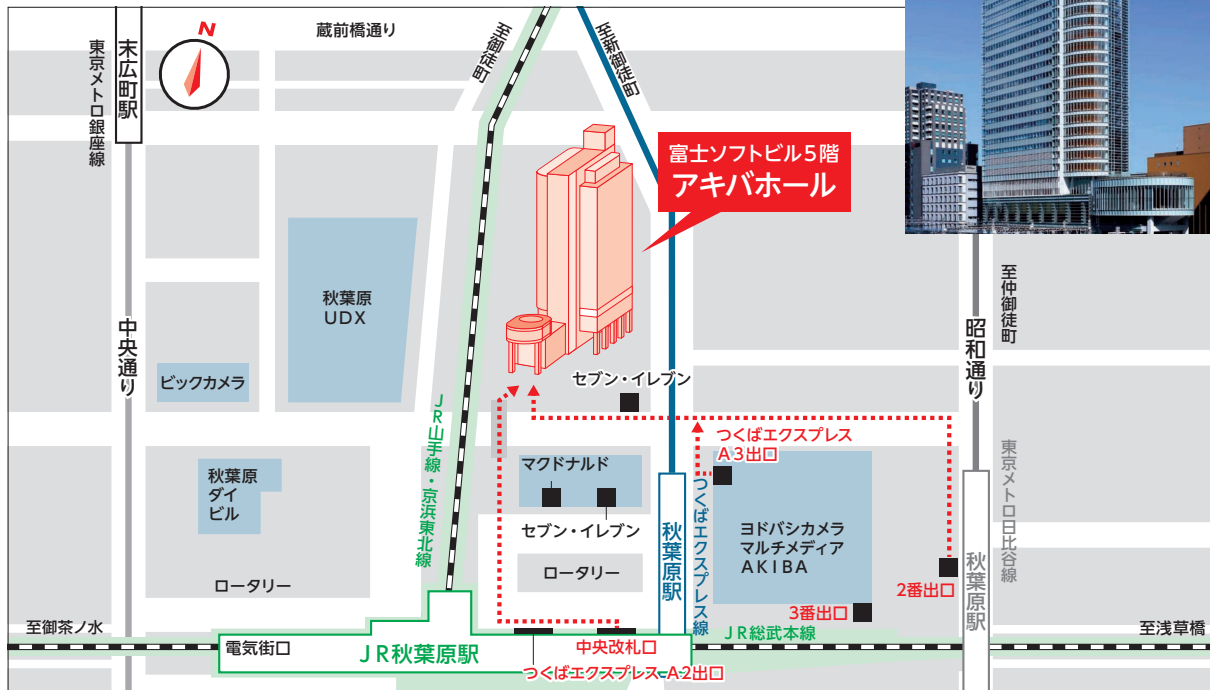 N
蔵前橋通り
末広町駅
東京メトロ銀座線
至御徒町
至新御徒町
富士ソフトビル5階
アキバホール
至仲御徒町
秋葉原
UDX
中央通り
昭和通り
ビックカメラ
セブン・イレブン
JR山手線・京浜東北線
つくばエクスプレス
A3出口
東京メトロ日比谷線
マクドナルド
秋葉原
ダイ
ビル
セブン・イレブン
つくばエクスプレス線
秋葉原駅
ヨドバシカメラ
マルチメディア
AKIBA
ロータリー
ロータリー
2番出口
秋葉原駅
3番出口
至御茶ノ水
JR総武本線
至浅草橋
電気街口
JR秋葉原駅
中央改札口
つくばエクスプレス A2出口